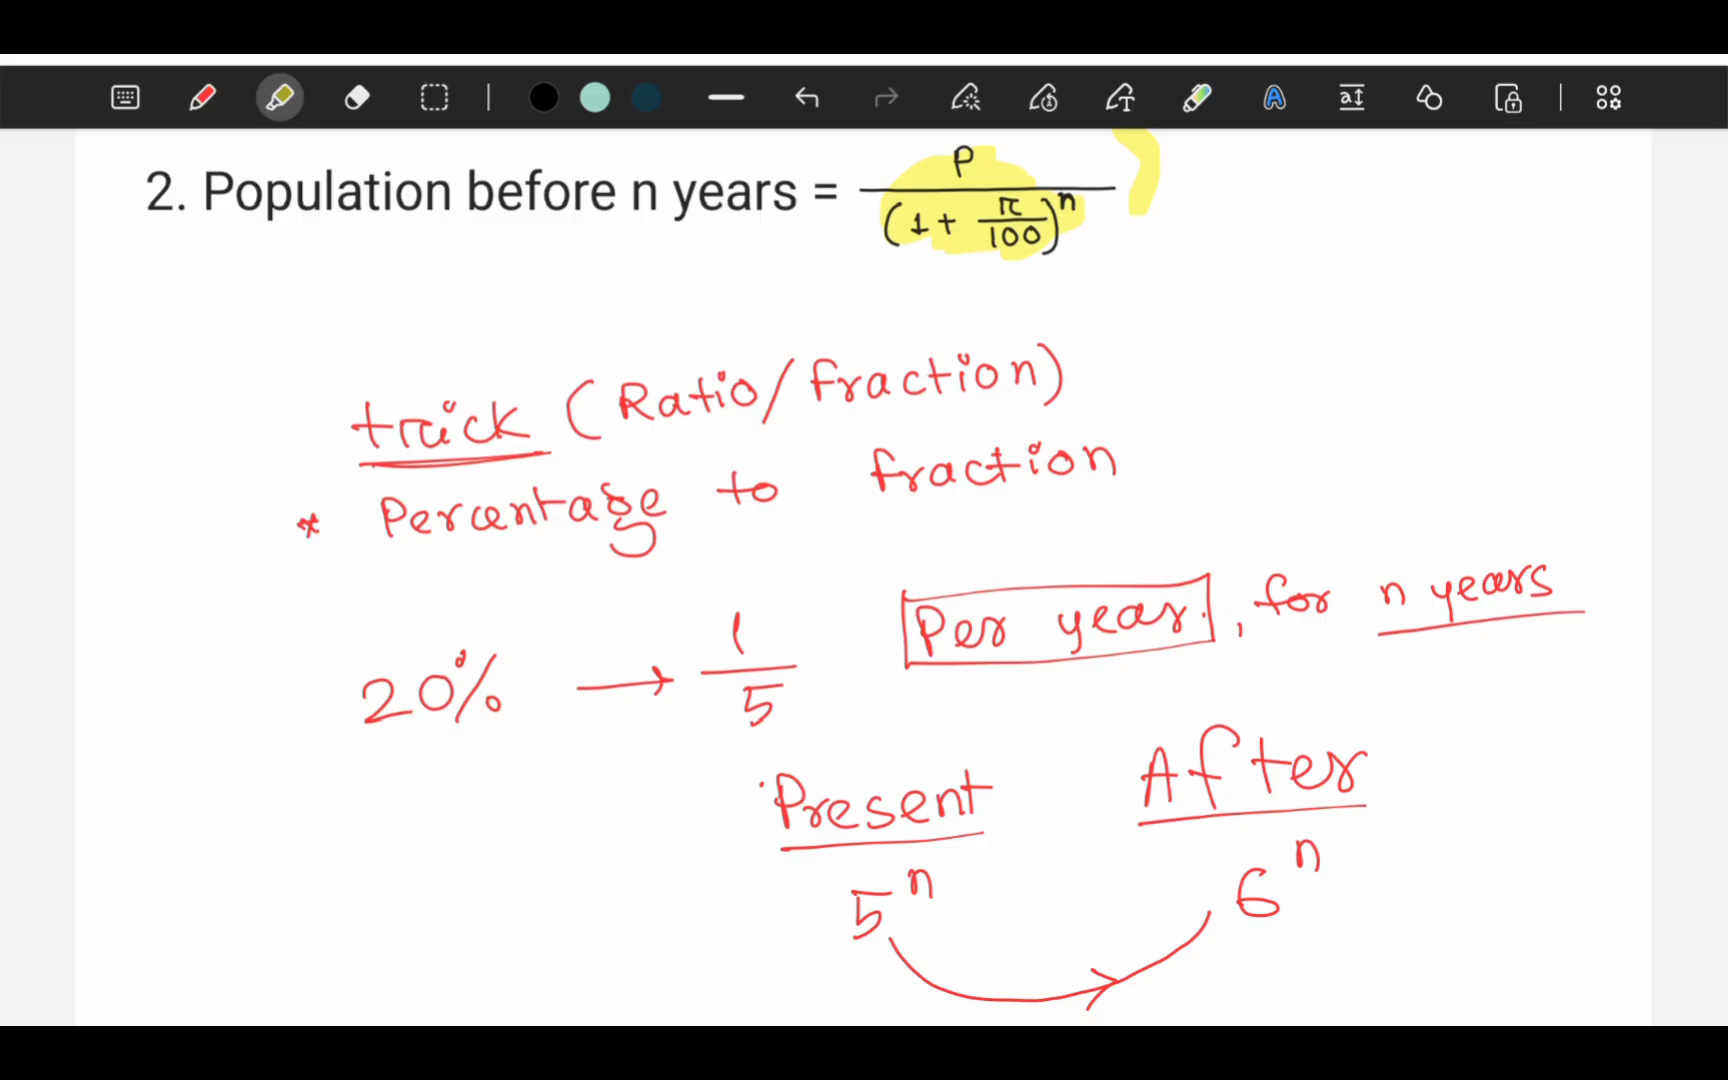 2. Population before n years = P / (1 + r/100)^n
trick (Ratio/fraction)
* Percentage to fraction
Per year, for n years
20% → 1/5
Present After
5^n 6^n